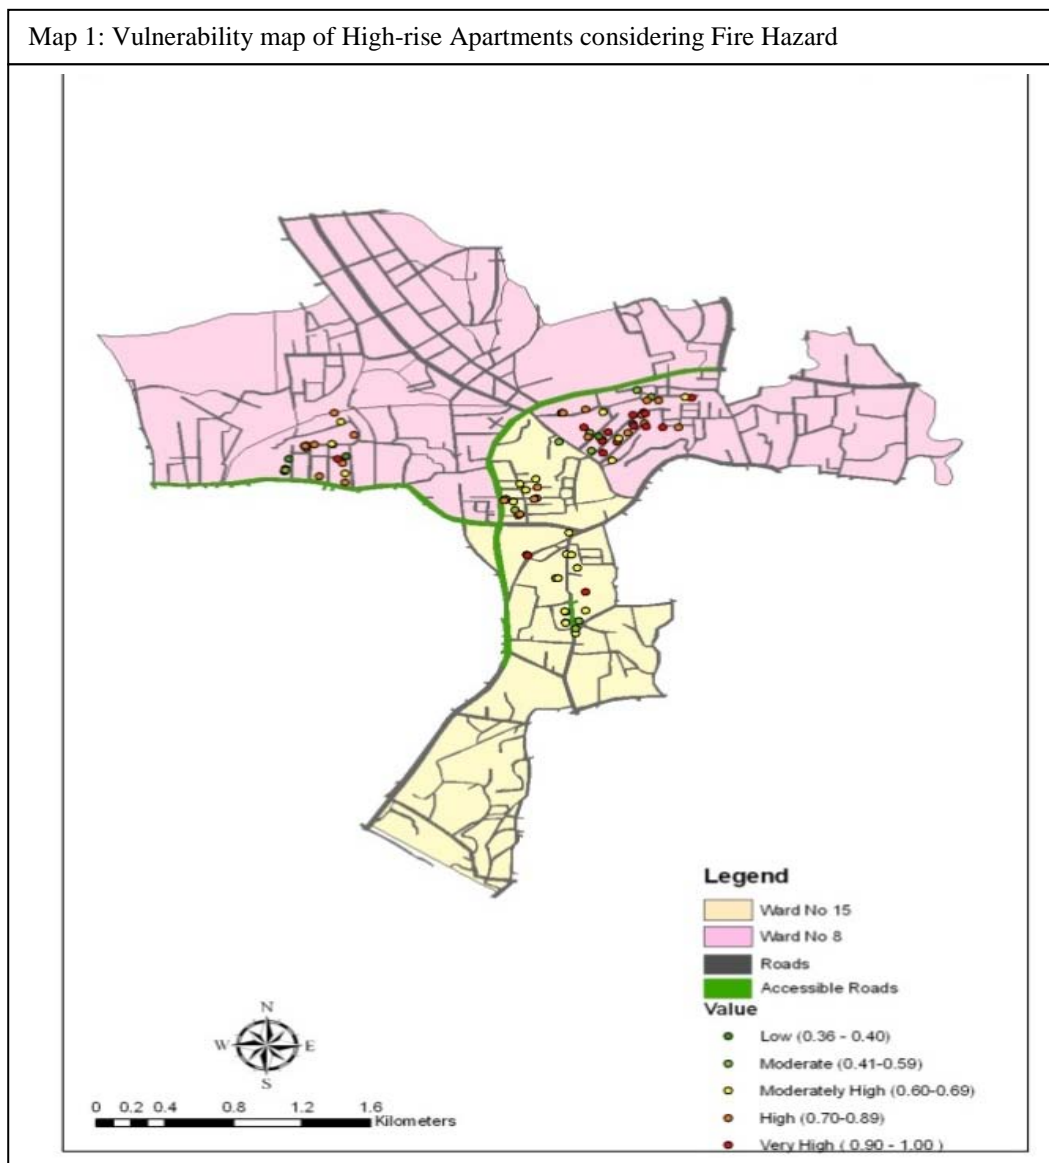 Map 1: Vulnerability map of High-rise Apartments considering Fire Hazard
Legend
Ward No 15
Ward No 8
Roads
Accessible Roads
Value
Low (0.36 - 0.40)
Moderate (0.41-0.59)
Moderately High (0.60-0.69)
High (0.70-0.89)
Very High ( 0.90 - 1.00 )
N
W E
S
0 0.2 0.4 0.8 1.2 1.6
Kilometers